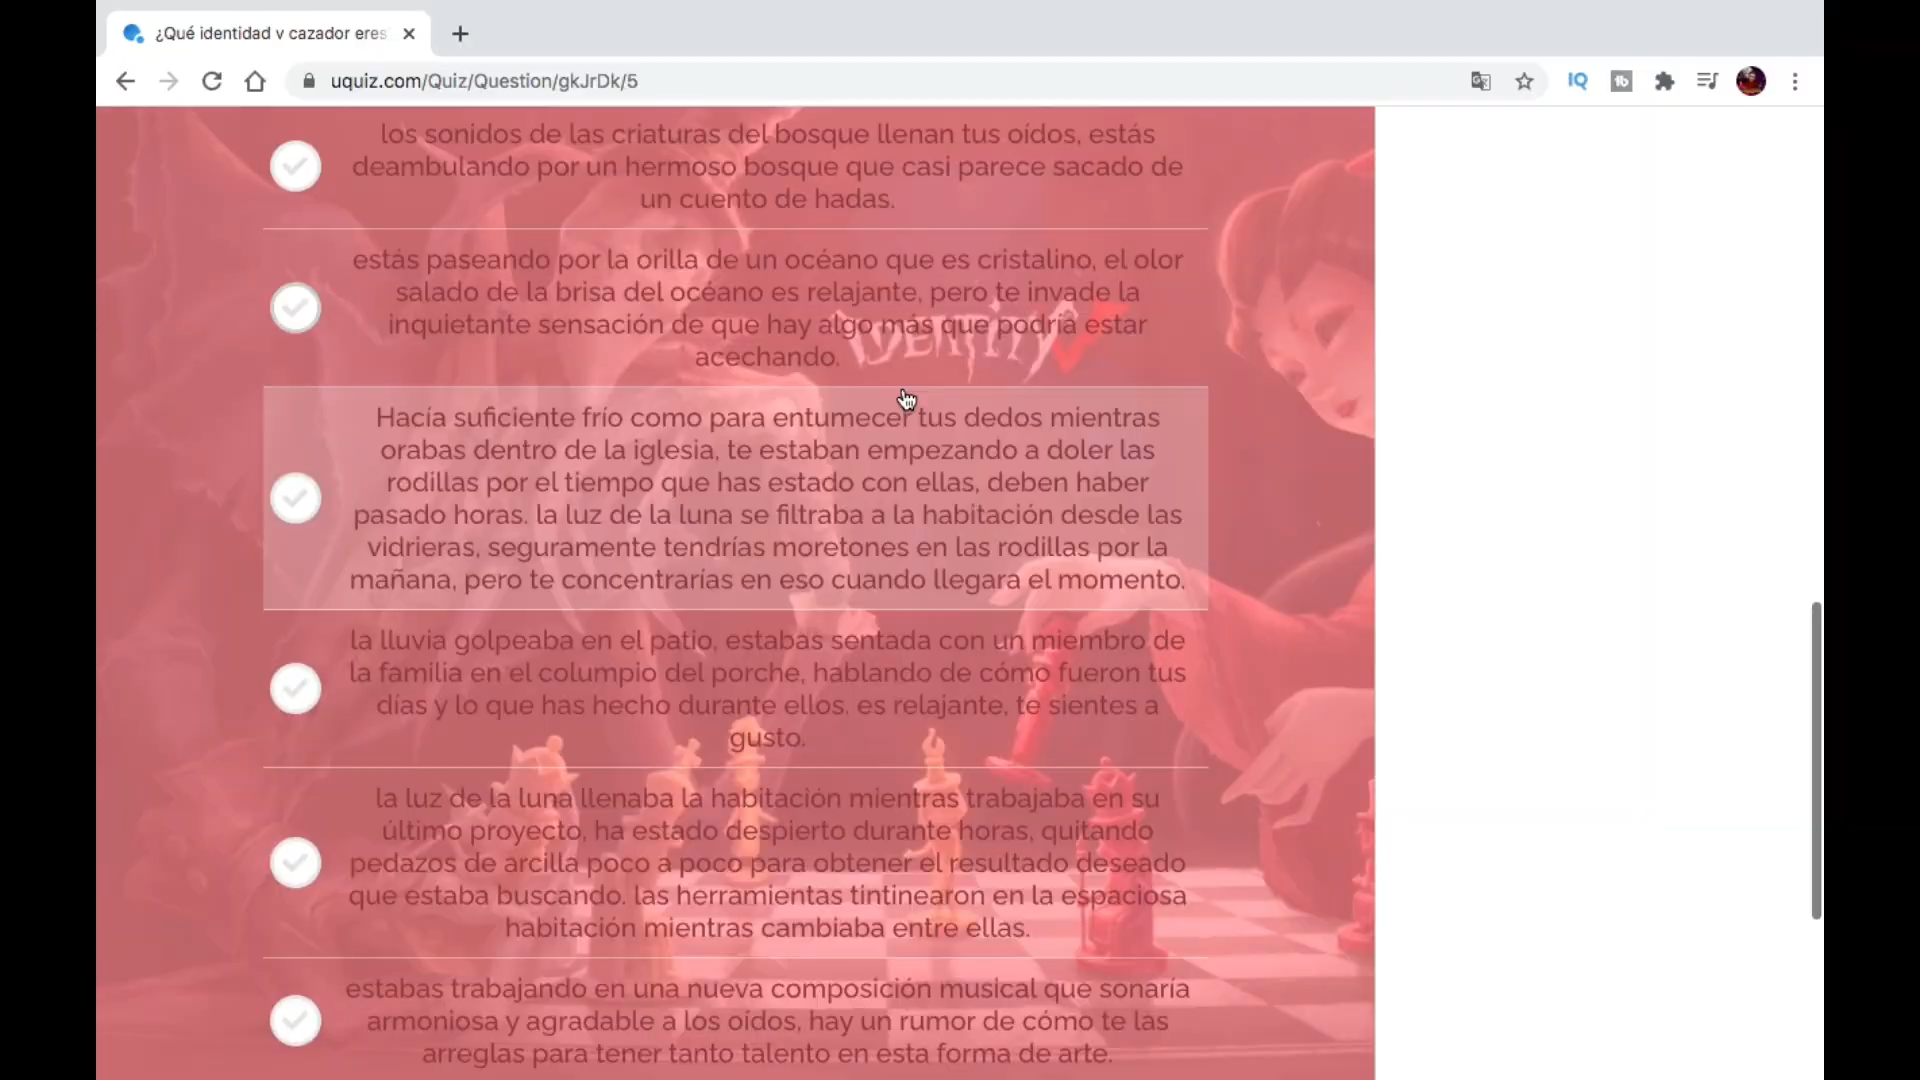 ¿Qué identidad v cazador eres
uquiz.com/Quiz/Question/gkJrDk/5
IQ
tb
los sonidos de las criaturas del bosque llenan tus oídos, estás
deambulando por un hermoso bosque que casi parece sacado de
un cuento de hadas.
estás paseando por la orilla de un océano que es cristalino, el olor
salado de la brisa del océano es relajante, pero te invade la
inquietante sensación de que hay algo más que podría estar
acechando.
IDENTITY V
Hacía suficiente frío como para entumecer tus dedos mientras
orabas dentro de la iglesia, te estaban empezando a doler las
rodillas por el tiempo que has estado con ellas, deben haber
pasado horas. la luz de la luna se filtraba a la habitación desde las
vidrieras, seguramente tendrías moretones en las rodillas por la
mañana, pero te concentrarías en eso cuando llegara el momento.
la lluvia golpeaba en el patio, estabas sentada con un miembro de
la familia en el columpio del porche, hablando de cómo fueron tus
días y lo que has hecho durante ellos. es relajante, te sientes a
gusto.
la luz de la luna llenaba la habitación mientras trabajaba en su
último proyecto, ha estado despierto durante horas, quitando
pedazos de arcilla poco a poco para obtener el resultado deseado
que estaba buscando. las herramientas tintinearon en la espaciosa
habitación mientras cambiaba entre ellas.
estabas trabajando en una nueva composición musical que sonaría
armoniosa y agradable a los oídos, hay un rumor de cómo te las
arreglas para tener tanto talento en esta forma de arte.